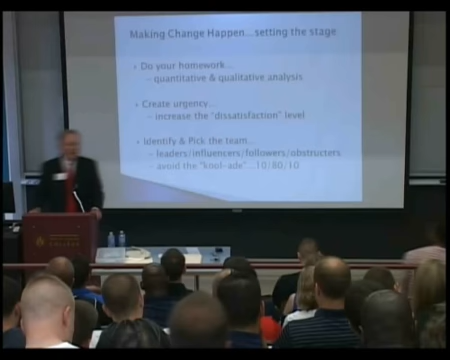 Making Change Happen...setting the stage
• Do your homework...
– quantitative & qualitative analysis
• Create urgency...
– increase the "dissatisfaction" level
• Identify & Pick the team...
– leaders/influencers/followers/obstructers
– avoid the "kool-ade"...10/80/10